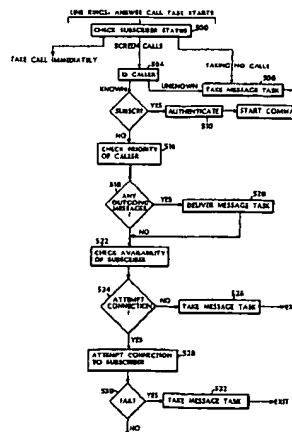 LINE RINGS, ANSWER CALL TASK STARTS
CHECK SUBSCRIBER STATUS
500
TAKE CALL IMMEDIATELY
SCREEN CALLS
TAKING NO CALLS
504
ID CALLER
506
UNKNOWN
TAKE MESSAGE TASK
KNOWN
SUBSCR?
YES
AUTHENTICATE
START COMMA
510
NO
CHECK PRIORITY
OF CALLER
518
ANY
OUTGOING
MESSAGES
?
YES
520
DELIVER MESSAGE TASK
NO
522
CHECK AVAILABILITY
OF SUBSCRIBER
524
ATTEMPT
CONNECTION
?
NO
526
TAKE MESSAGE TASK
EXIT
YES
528
ATTEMPT CONNECTION
TO SUBSCRIBER
530
FAIL?
YES
532
TAKE MESSAGE TASK
EXIT
NO